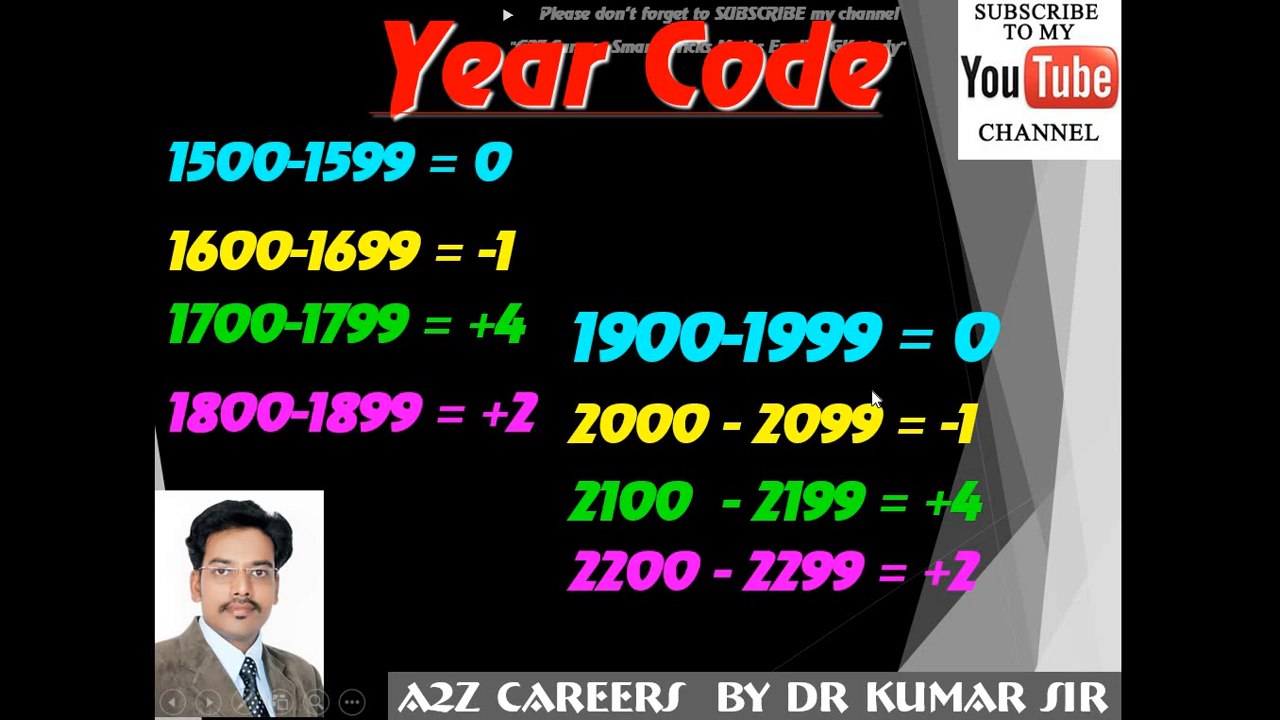 Please don't forget to SUBSCRIBE my channel
Year Code
SUBSCRIBE
TO MY
YouTube
CHANNEL
1500-1599 = 0
1600-1699 = -1
1700-1799 = +4
1800-1899 = +2
1900-1999 = 0
2000 - 2099 = -1
2100 - 2199 = +4
2200 - 2299 = +2
A2Z CAREERS BY DR KUMAR SIR